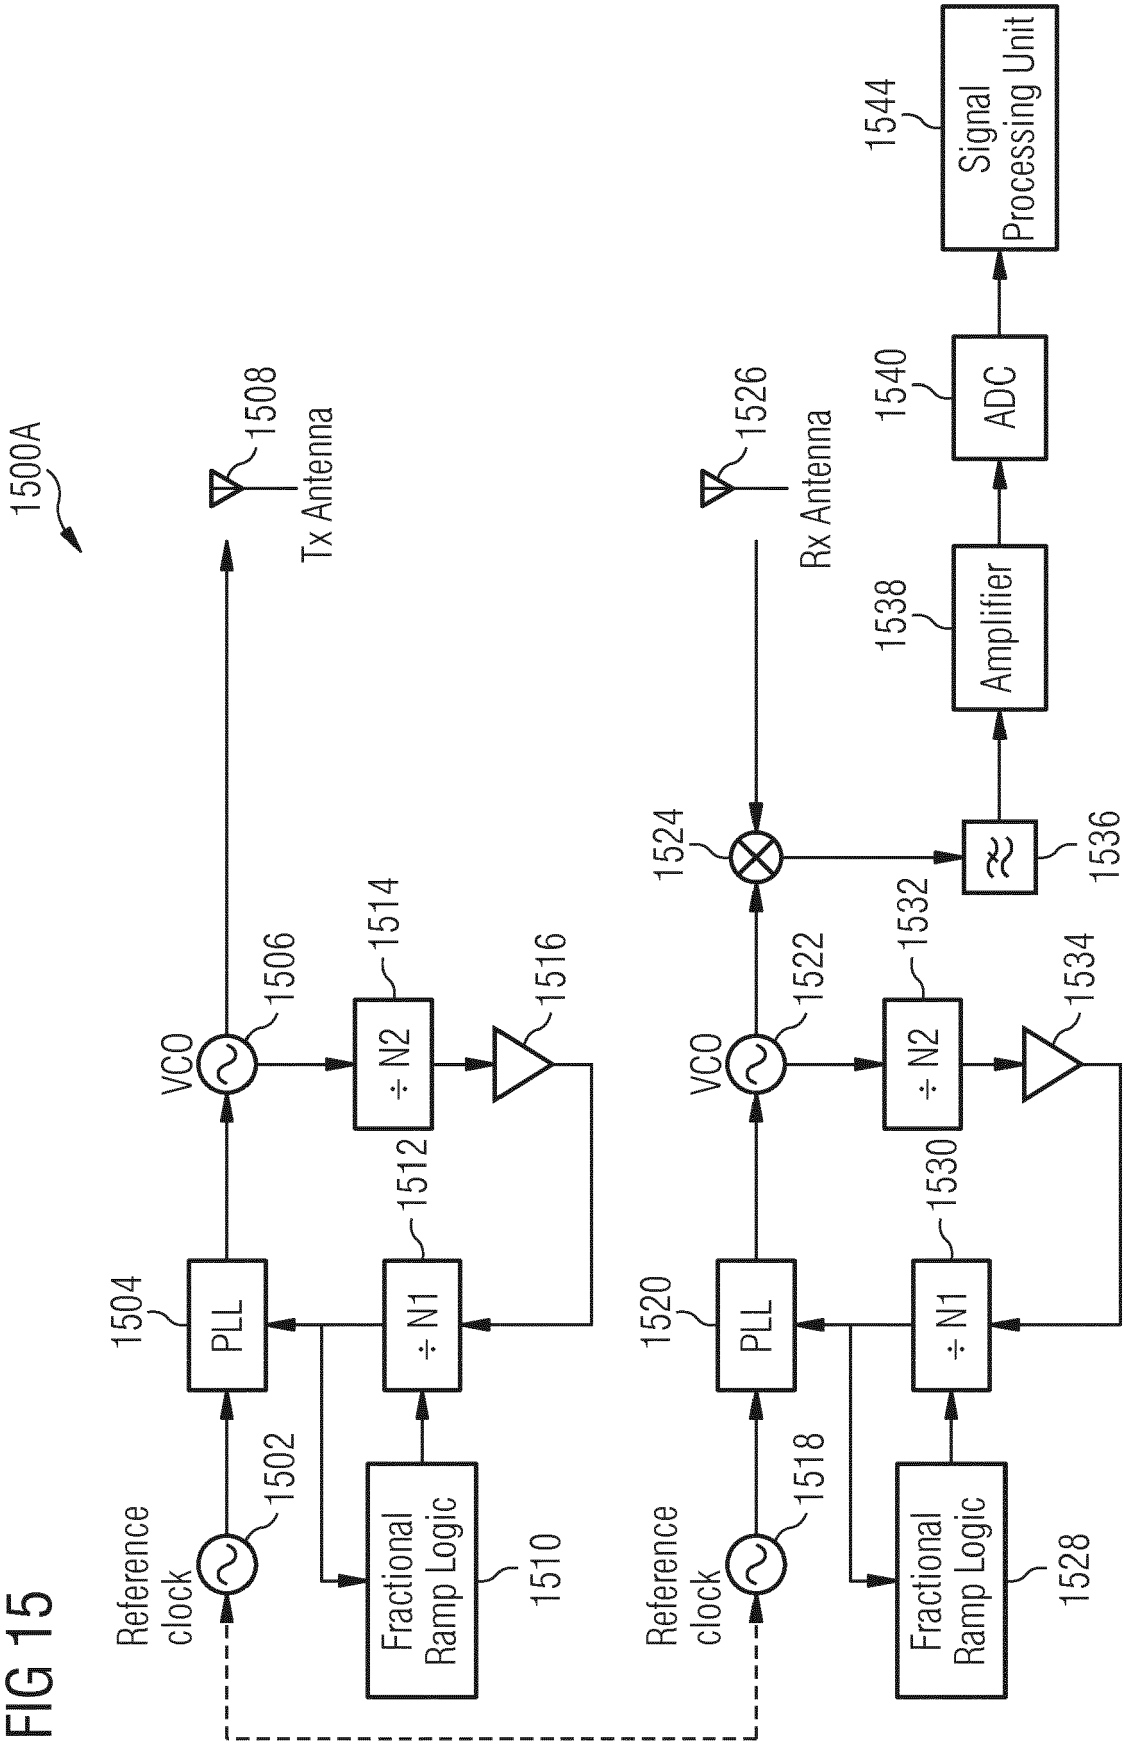 FIG 15
1500A
Reference
clock
1502
1504
PLL
VCO
1506
1508
Tx Antenna
Fractional
Ramp Logic
1510
÷ N1
1512
÷ N2
1514
1516
Reference
clock
1518
1520
PLL
VCO
1522
1524
1526
Rx Antenna
Fractional
Ramp Logic
1528
÷ N1
1530
÷ N2
1532
1534
1536
Amplifier
1538
ADC
1540
Signal
Processing Unit
1544